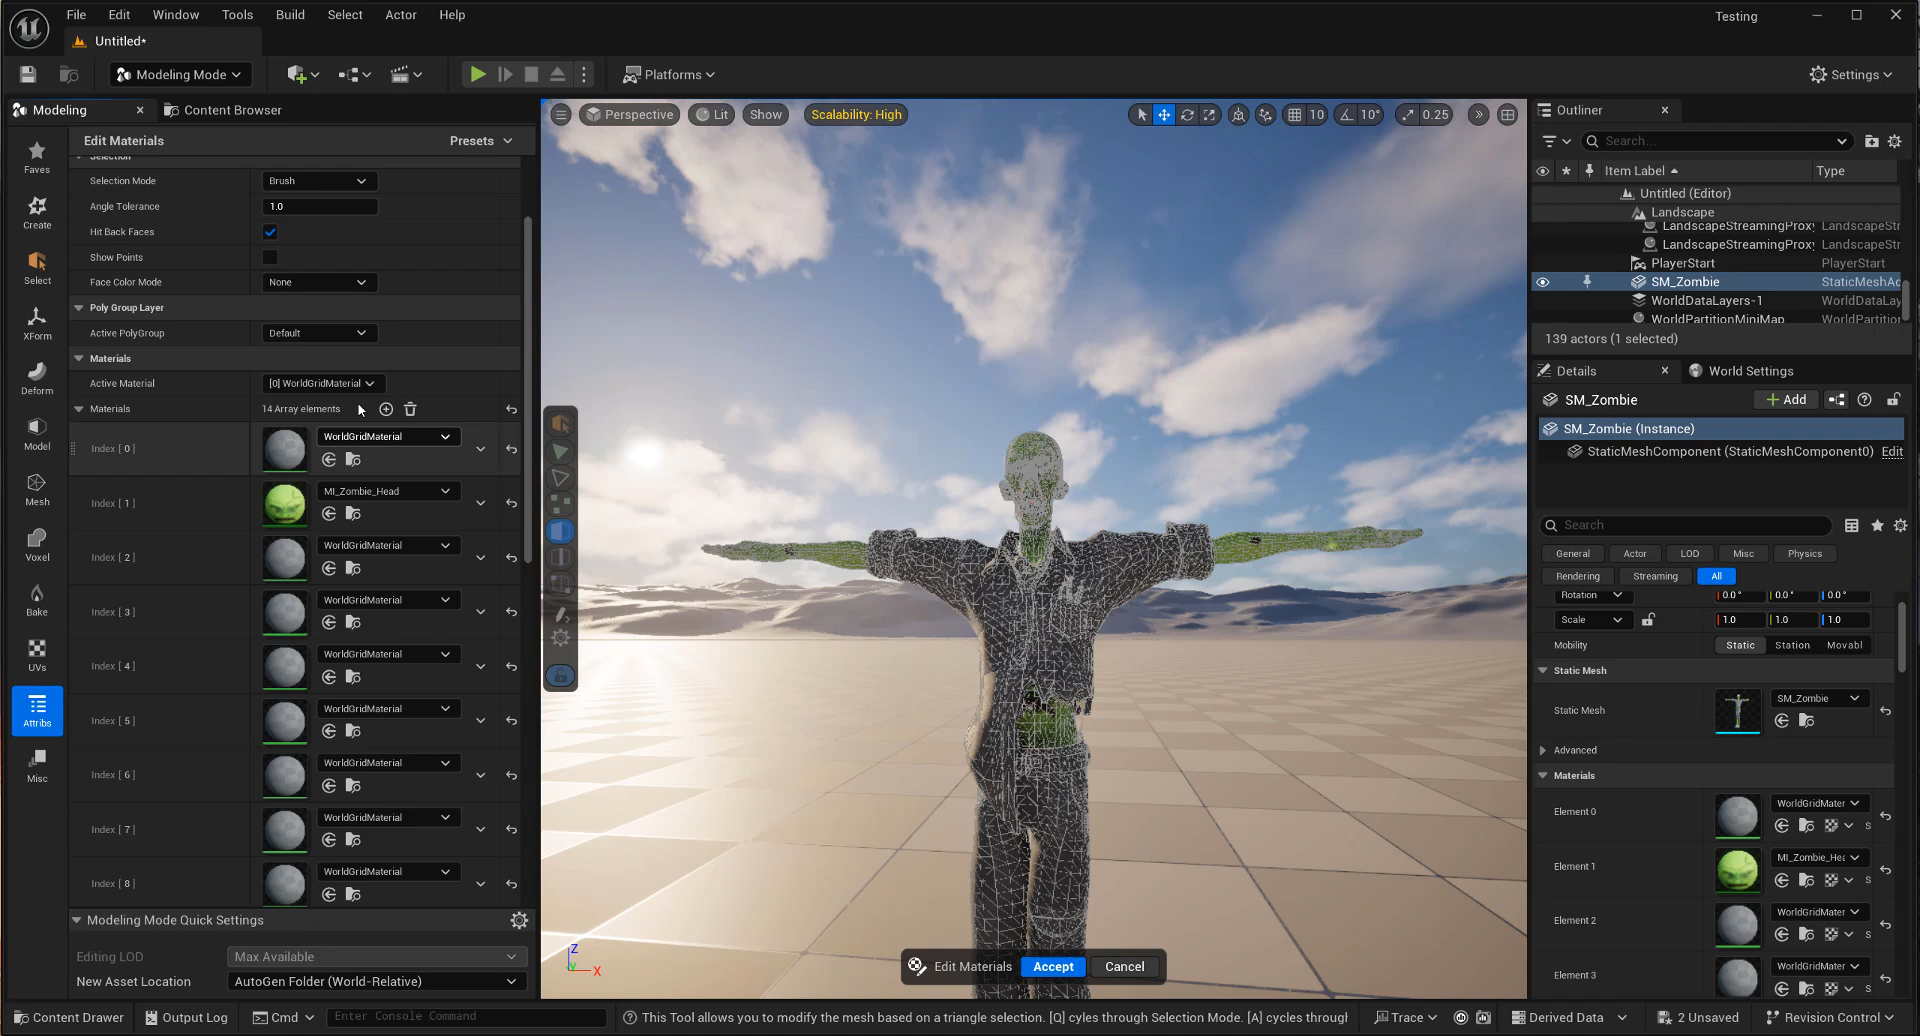 File Edit Window Tools Build Select Actor Help
Testing
Untitled*
Modeling Mode
Platforms
Settings
Modeling
Content Browser
Edit Materials
Presets
Selection
Selection Mode Brush
Angle Tolerance 1.0
Hit Back Faces
Show Points
Face Color Mode None
Poly Group Layer
Active PolyGroup Default
Materials
Active Material [0] WorldGridMaterial
Materials 14 Array elements
Index [ 0 ] WorldGridMaterial
Index [ 1 ] MI_Zombie_Head
Index [ 2 ] WorldGridMaterial
Index [ 3 ] WorldGridMaterial
Index [ 4 ] WorldGridMaterial
Index [ 5 ] WorldGridMaterial
Index [ 6 ] WorldGridMaterial
Index [ 7 ] WorldGridMaterial
Index [ 8 ] WorldGridMaterial
Modeling Mode Quick Settings
Editing LOD Max Available
New Asset Location AutoGen Folder (World-Relative)
Faves
Create
Select
XForm
Deform
Model
Mesh
Voxel
Bake
UVs
Attribs
Misc
Perspective Lit Show Scalability: High
10 10° 0.25
Z
Y
X
Edit Materials Accept Cancel
Outliner
Search...
Item Label Type
Untitled (Editor)
Landscape
LandscapeStreamingProxy LandscapeStr
LandscapeStreamingProxy LandscapeStr
PlayerStart PlayerStart
SM_Zombie StaticMeshAc
WorldDataLayers-1 WorldDataLay
WorldPartitionMiniMap WorldPartition
139 actors (1 selected)
Details
World Settings
SM_Zombie
Add
SM_Zombie (Instance)
StaticMeshComponent (StaticMeshComponent0) Edit
Search
General Actor LOD Misc Physics
Rendering Streaming All
Rotation 0.0° 0.0° 0.0°
Scale 1.0 1.0 1.0
Mobility Static Station Movabl
Static Mesh
Static Mesh SM_Zombie
Advanced
Materials
Element 0 WorldGridMater
S
Element 1 MI_Zombie_Hea
S
Element 2 WorldGridMater
S
Element 3 WorldGridMater
S
Content Drawer Output Log Cmd Enter Console Command
This Tool allows you to modify the mesh based on a triangle selection. [Q] cyles through Selection Mode. [A] cycles through
Trace Derived Data 2 Unsaved Revision Control